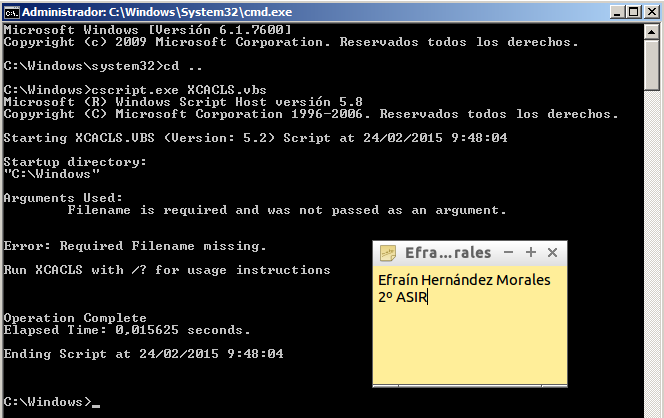 Administrador: C:\Windows\System32\cmd.exe
Microsoft Windows [Versión 6.1.7600]
Copyright (c) 2009 Microsoft Corporation. Reservados todos los derechos.
C:\Windows\system32>cd ..
C:\Windows>cscript.exe XCACLS.vbs
Microsoft (R) Windows Script Host versión 5.8
Copyright (C) Microsoft Corporation 1996-2006. Reservados todos los derechos.
Starting XCACLS.VBS (Version: 5.2) Script at 24/02/2015 9:48:04
Startup directory:
"C:\Windows"
Arguments Used:
Filename is required and was not passed as an argument.
Error: Required Filename missing.
Run XCACLS with /? for usage instructions
Operation Complete
Elapsed Time: 0,015625 seconds.
Ending Script at 24/02/2015 9:48:04
C:\Windows>_
Efra...rales
Efraín Hernández Morales
2º ASIR